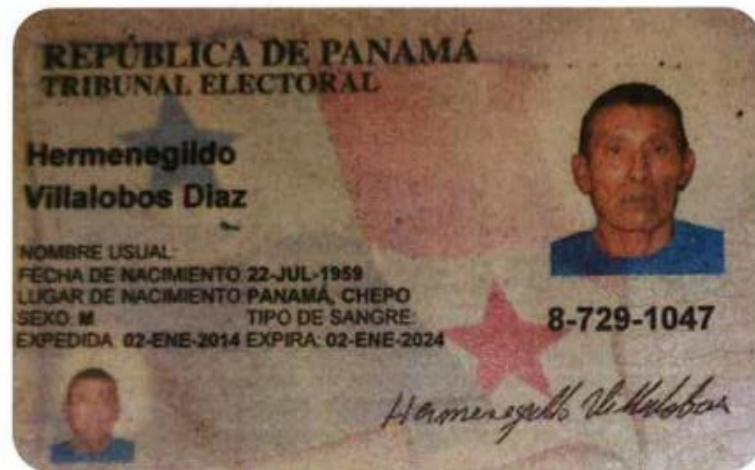 REPÚBLICA DE PANAMÁ
TRIBUNAL ELECTORAL
Hermenegildo
Villalobos Diaz
NOMBRE USUAL:
FECHA DE NACIMIENTO: 22-JUL-1959
LUGAR DE NACIMIENTO: PANAMÁ, CHEPO
SEXO: M TIPO DE SANGRE:
EXPEDIDA: 02-ENE-2014 EXPIRA: 02-ENE-2024
8-729-1047
Hermenegildo Villalobos